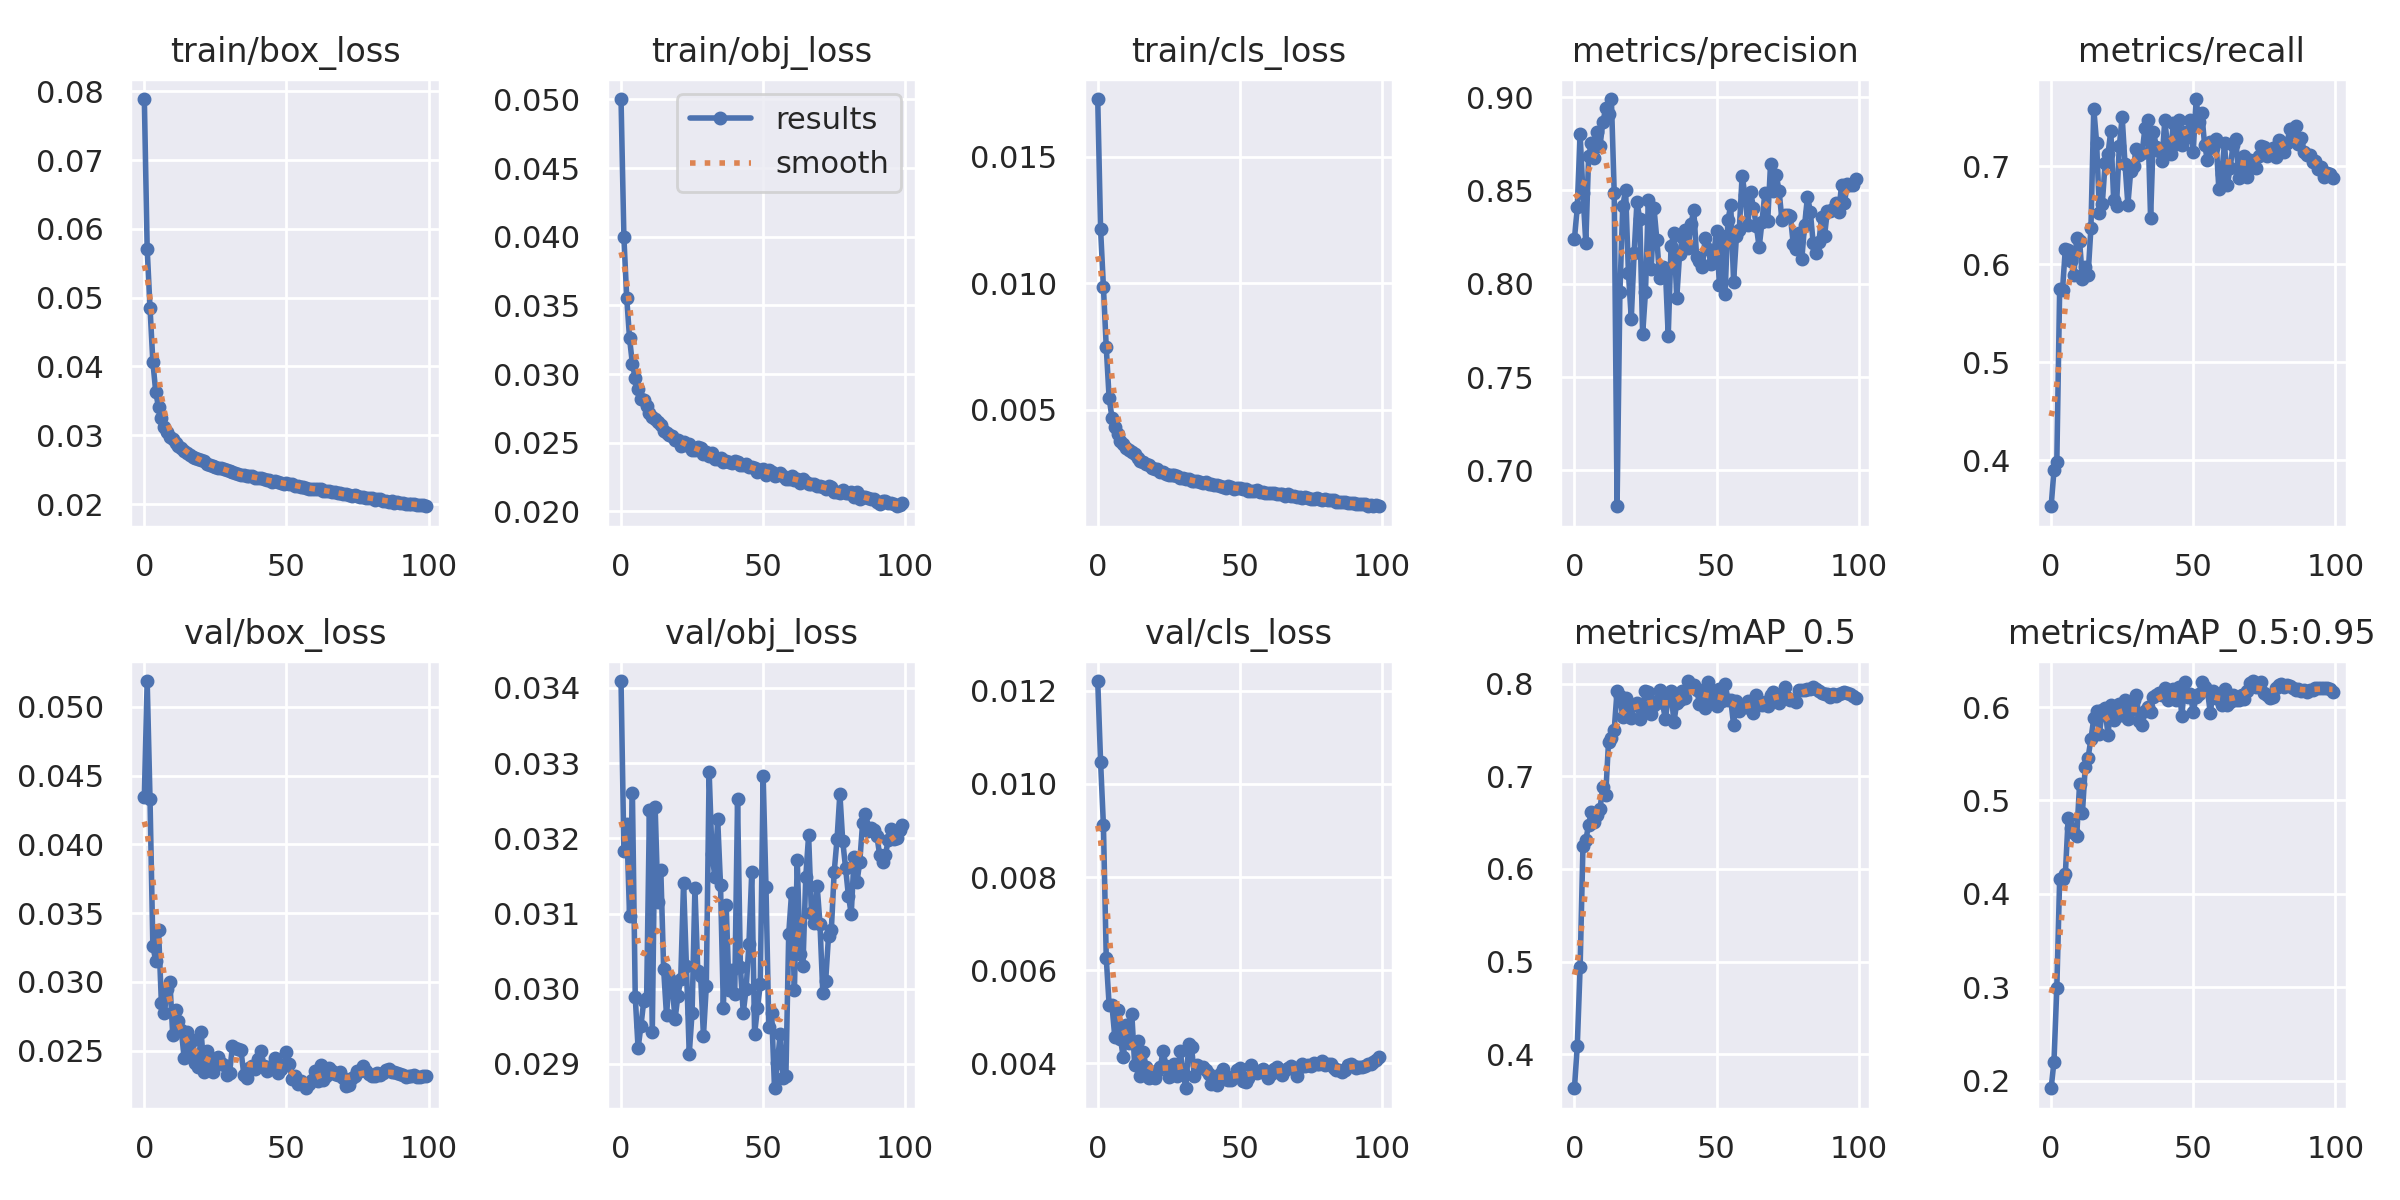 train/box_loss
train/obj_loss
train/cls_loss
metrics/precision
metrics/recall
0.08
0.07
0.06
0.05
0.04
0.03
0.02
0 50 100
0.050
0.045
0.040
0.035
0.030
0.025
0.020
results
smooth
0 50 100
0.015
0.010
0.005
0 50 100
0.90
0.85
0.80
0.75
0.70
0 50 100
0.7
0.6
0.5
0.4
0 50 100
val/box_loss
val/obj_loss
val/cls_loss
metrics/mAP_0.5
metrics/mAP_0.5:0.95
0.050
0.045
0.040
0.035
0.030
0.025
0 50 100
0.034
0.033
0.032
0.031
0.030
0.029
0 50 100
0.012
0.010
0.008
0.006
0.004
0 50 100
0.8
0.7
0.6
0.5
0.4
0 50 100
0.6
0.5
0.4
0.3
0.2
0 50 100